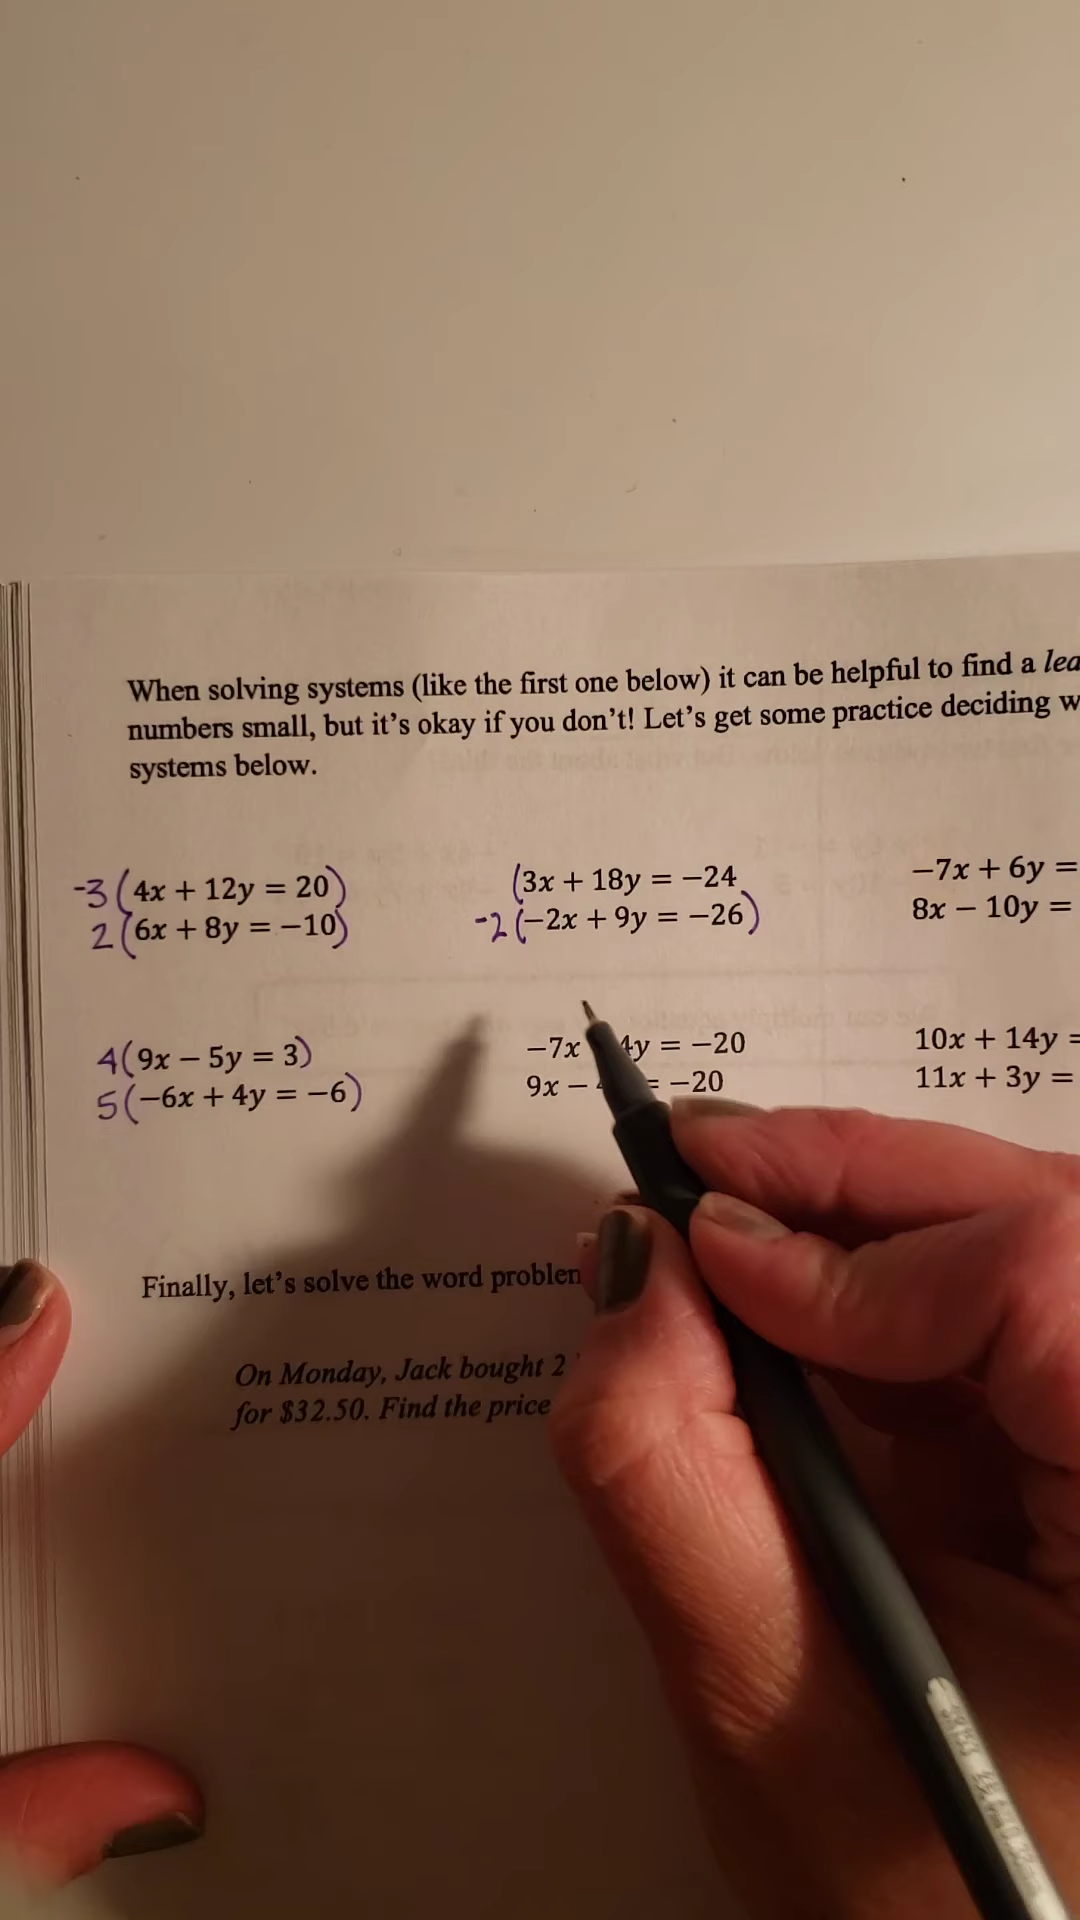 When solving systems (like the first one below) it can be helpful to find a
numbers small, but it's okay if you don't! Let's get some practice deciding
systems below.
-3(4x + 12y = 20)
2(6x + 8y = −10)
(3x + 18y = −24
-2(−2x + 9y = −26)
−7x + 6y =
8x − 10y =
4(9x − 5y = 3)
5(−6x + 4y = −6)
−7x 4y = −20
9x − = −20
10x + 14y =
11x + 3y =
Finally, let's solve the word
On Monday, Jack bought 2
for $32.50. Find the price